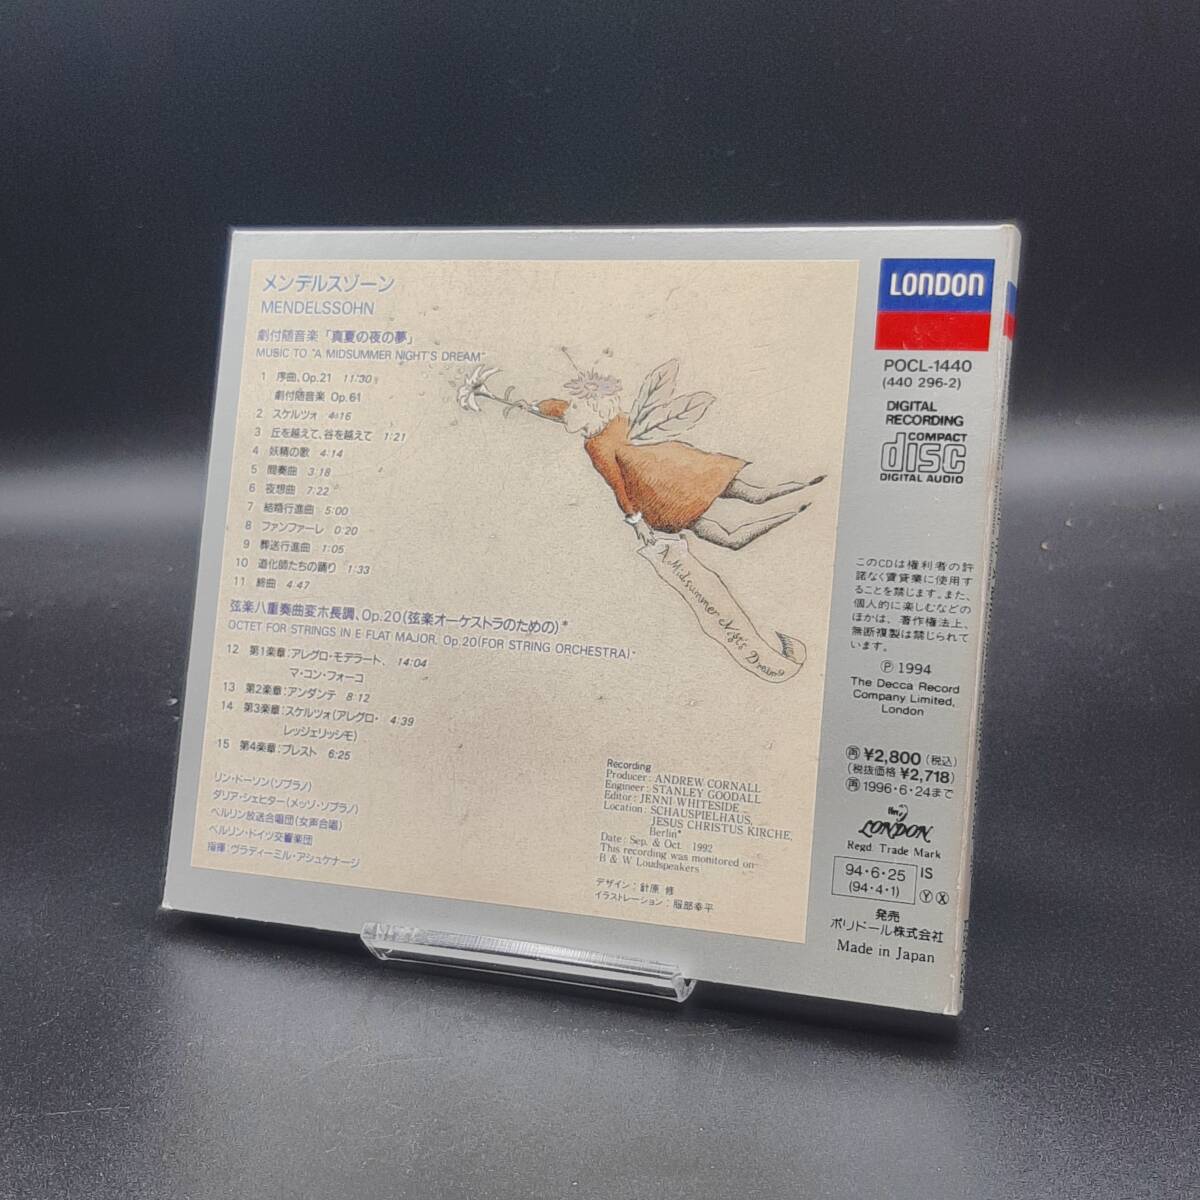 メンデルスゾーン
MENDELSSOHN
劇付随音楽「真夏の夜の夢」
MUSIC TO "A MIDSUMMER NIGHT'S DREAM"
1 序曲、Op.21 11:30
劇付随音楽 Op.61
2 スケルツォ 4:16
3 丘を越えて、谷を越えて 1:21
4 妖精の歌 4:14
5 間奏曲 3:18
6 夜想曲 7:22
7 結婚行進曲 5:00
8 ファンファーレ 0:20
9 葬送行進曲 1:05
10 道化師たちの踊り 1:33
11 終曲 4:47
弦楽八重奏曲変ホ長調、Op.20(弦楽オーケストラのための)*
OCTET FOR STRINGS IN E FLAT MAJOR, Op.20(FOR STRING ORCHESTRA)*
12 第1楽章:アレグロ・モデラート、 14:04
マ・コン・フォーコ
13 第2楽章:アンダンテ 8:12
14 第3楽章:スケルツォ(アレグロ・ 4:39
レッジェリッシモ)
15 第4楽章:プレスト 6:25
リン・ドーソン(ソプラノ)
ダリア・シェヒター(メッゾ・ソプラノ)
ベルリン放送合唱団(女声合唱)
ベルリン・ドイツ交響楽団
指揮:ヴラディーミル・アシュケナージ
A Midsummer Night's Dream
Recording
Producer: ANDREW CORNALL
Engineer: STANLEY GOODALL
Editor: JENNI WHITESIDE
Location: SCHAUSPIELHAUS,
JESUS CHRISTUS KIRCHE,
Berlin*
Date: Sep. & Oct. 1992
This recording was monitored on
B & W Loudspeakers
デザイン:針原 修
イラストレーション:服部幸平
LONDON
POCL-1440
(440 296-2)
DIGITAL
RECORDING
COMPACT
disc
DIGITAL AUDIO
このCDは権利者の許
諾なく賃貸業に使用す
ることを禁じます。また、
個人的に楽しむなどの
ほかは、著作権法上、
無断複製は禁じられて
います。
Ⓟ 1994
The Decca Record
Company Limited,
London
㊢ ¥2,800(税込)
(税抜価格 ¥2,718)
㊢ 1996・6・24まで
LONDON
Regd. Trade Mark
94・6・25 IS
(94・4・1) Ⓨ Ⓧ
発売
ポリドール株式会社
Made in Japan